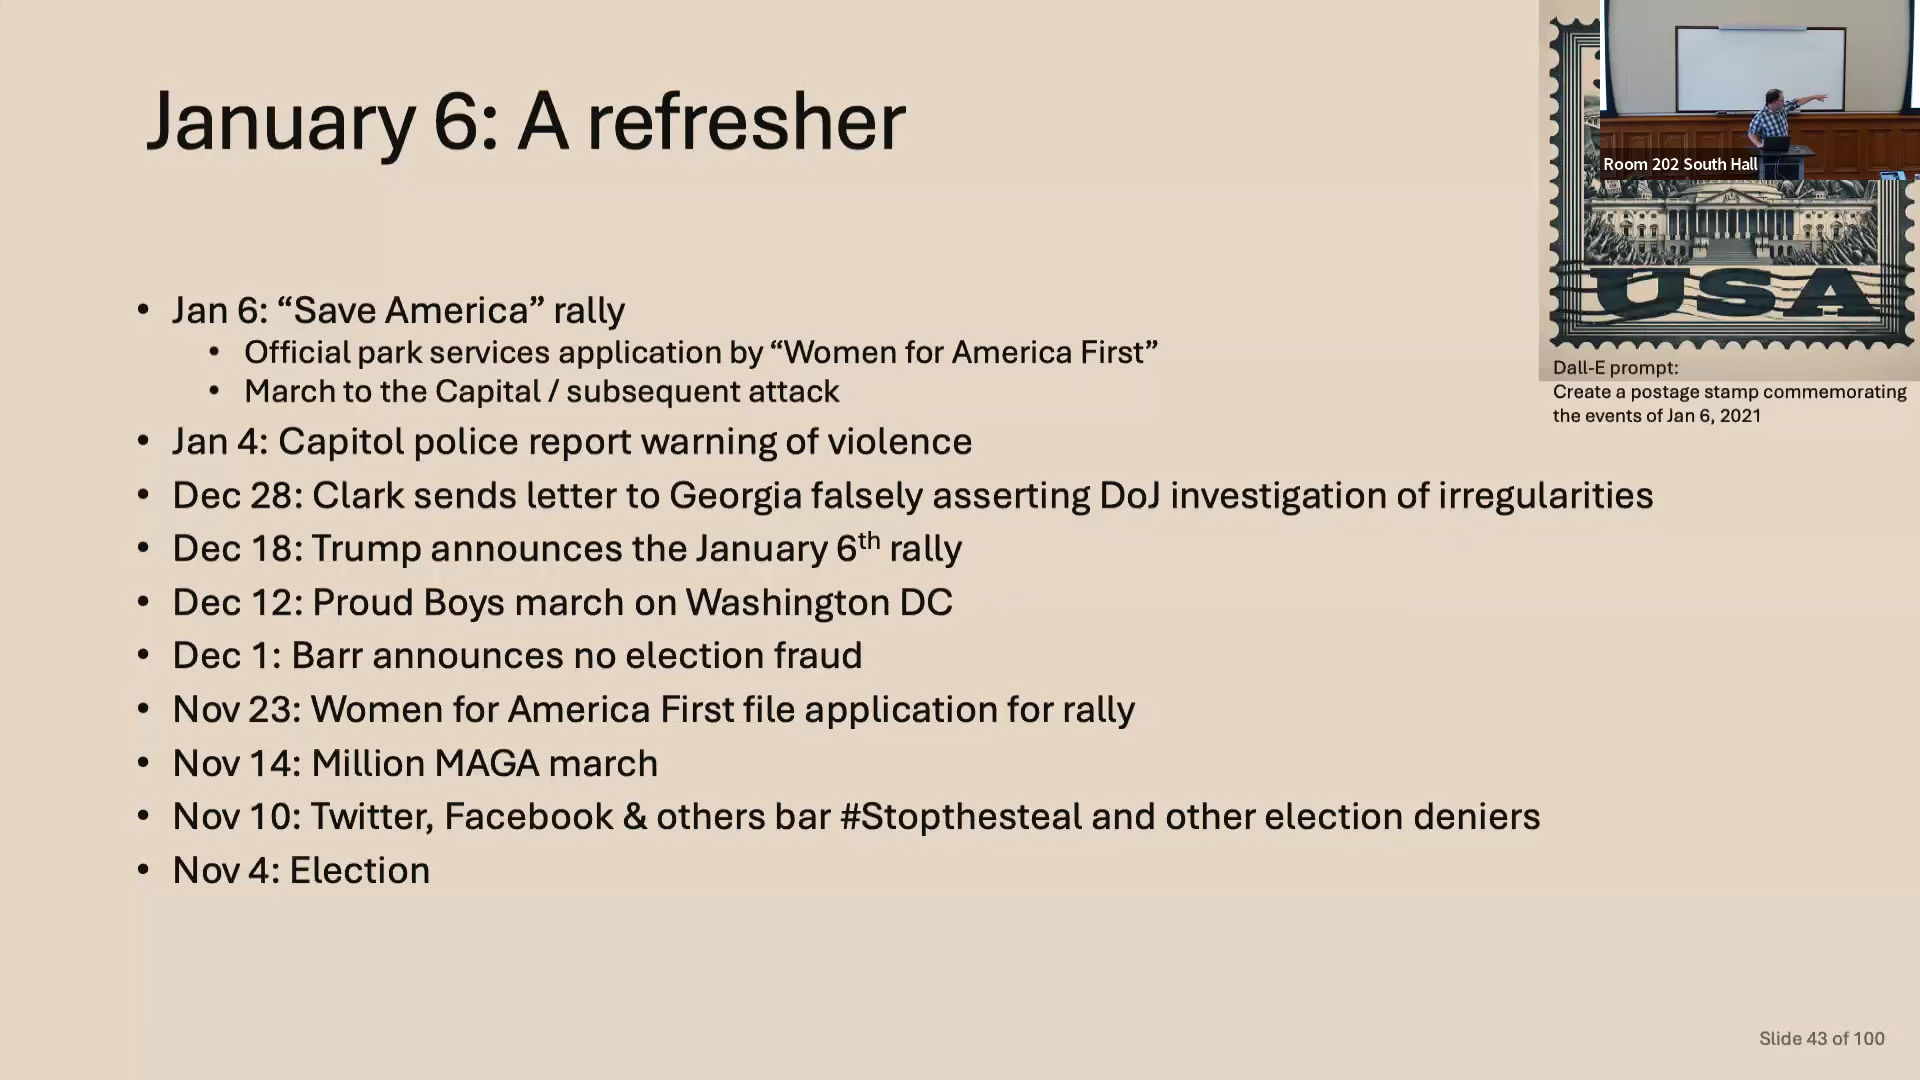 January 6: A refresher
Room 202 South Hall
USA
Dall-E prompt:
Create a postage stamp commemorating
the events of Jan 6, 2021
• Jan 6: “Save America” rally
• Official park services application by “Women for America First”
• March to the Capital / subsequent attack
• Jan 4: Capitol police report warning of violence
• Dec 28: Clark sends letter to Georgia falsely asserting DoJ investigation of irregularities
• Dec 18: Trump announces the January 6th rally
• Dec 12: Proud Boys march on Washington DC
• Dec 1: Barr announces no election fraud
• Nov 23: Women for America First file application for rally
• Nov 14: Million MAGA march
• Nov 10: Twitter, Facebook & others bar #Stopthesteal and other election deniers
• Nov 4: Election
Slide 43 of 100